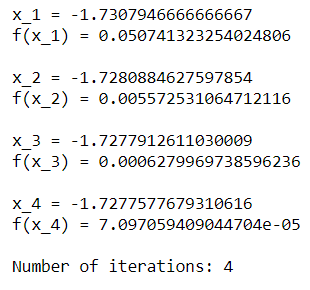 x_1 = -1.7307946666666667
f(x_1) = 0.050741323254024806
x_2 = -1.7280884627597854
f(x_2) = 0.005572531064712116
x_3 = -1.7277912611030009
f(x_3) = 0.0006279969738596236
x_4 = -1.7277577679310616
f(x_4) = 7.097059409044704e-05
Number of iterations: 4